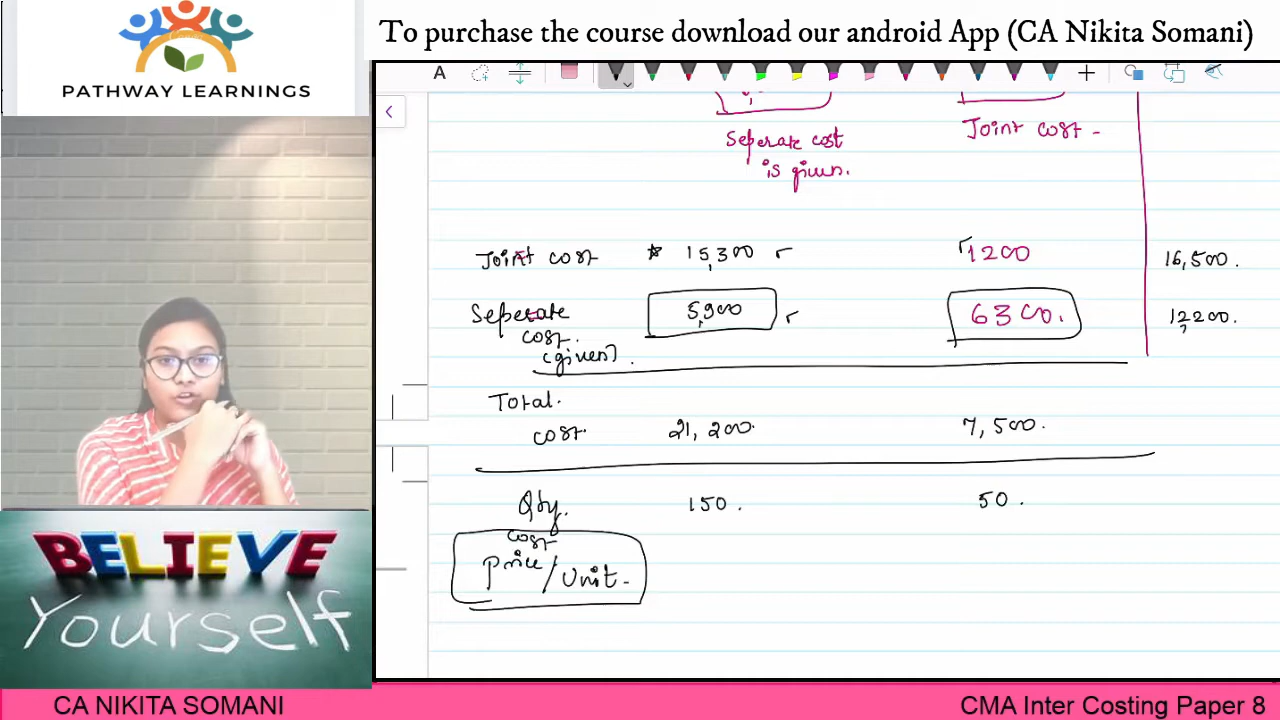 To purchase the course download our android App (CA Nikita Somani)
PATHWAY LEARNINGS
A
Seperate cost
is given.
Joint cost -
Joint cost * 15,300 1200 16,500.
Seperate 5,900 6300. 12,200.
cost.
(given).
Total.
cost. 21,200. 7,500.
Qty. 150. 50.
cost
Price/Unit-
BELIEVE
Yourself
CA NIKITA SOMANI
CMA Inter Costing Paper 8